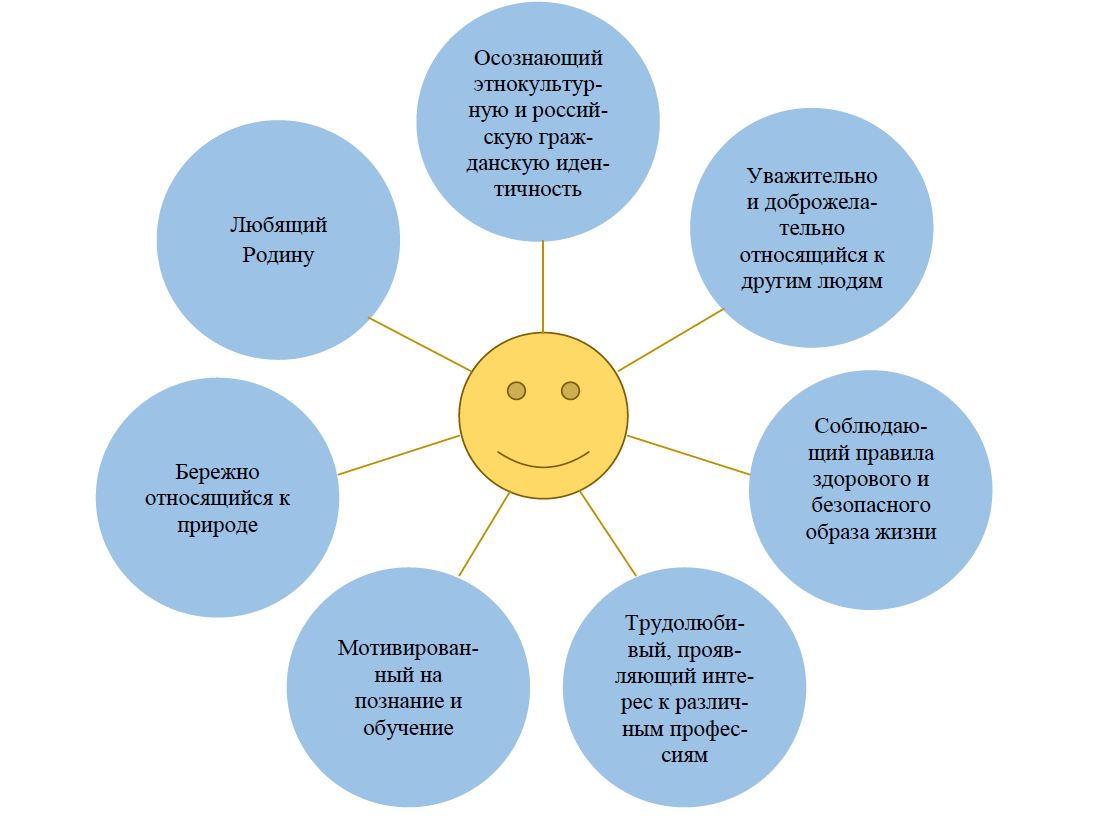 Осознающий
этнокультур-
ную и россий-
скую граж-
данскую иден-
тичность
Уважительно
и доброжела-
тельно
относящийся к
другим людям
Соблюдаю-
щий правила
здорового и
безопасного
образа жизни
Трудолюби-
вый, прояв-
ляющий инте-
рес к различ-
ным профес-
сиям
Мотивирован-
ный на
познание и
обучение
Бережно
относящийся к
природе
Любящий
Родину